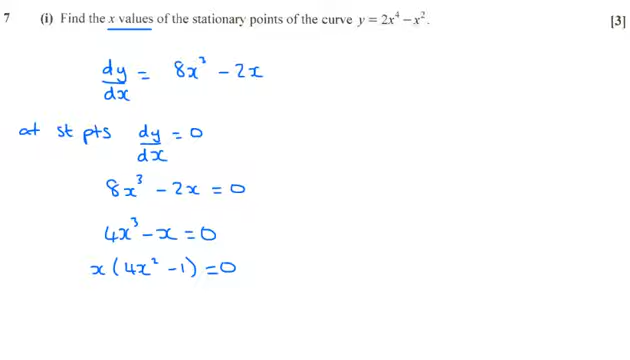 7 (i) Find the x values of the stationary points of the curve y = 2x⁴ – x². [3]
dy/dx = 8x³ - 2x
at st pts dy/dx = 0
8x³ - 2x = 0
4x³ - x = 0
x(4x² - 1) = 0